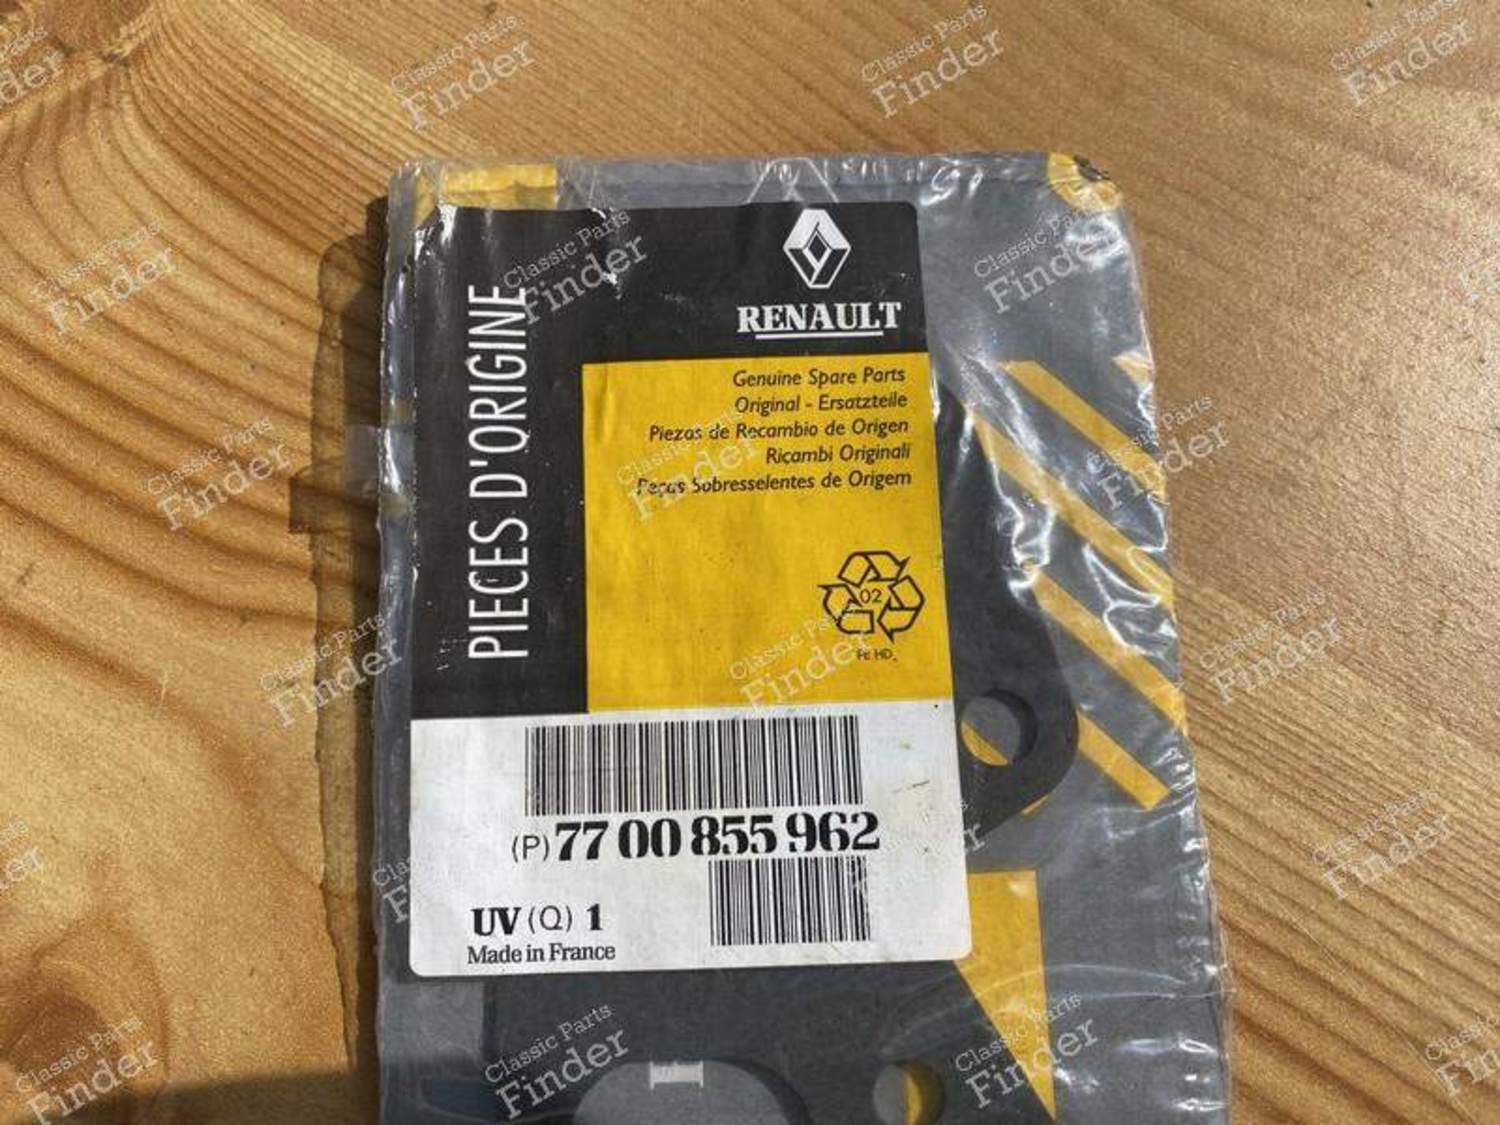 PIECES D'ORIGINE
RENAULT
Genuine Spare Parts
Original - Ersatzteile
Piezas de Recambio de Origen
Ricambi Originali
Peças Sobresselentes de Origem
02
PE HD
(P) 77 00 855 962
UV (Q) 1
Made in France
Classic Parts
Finder